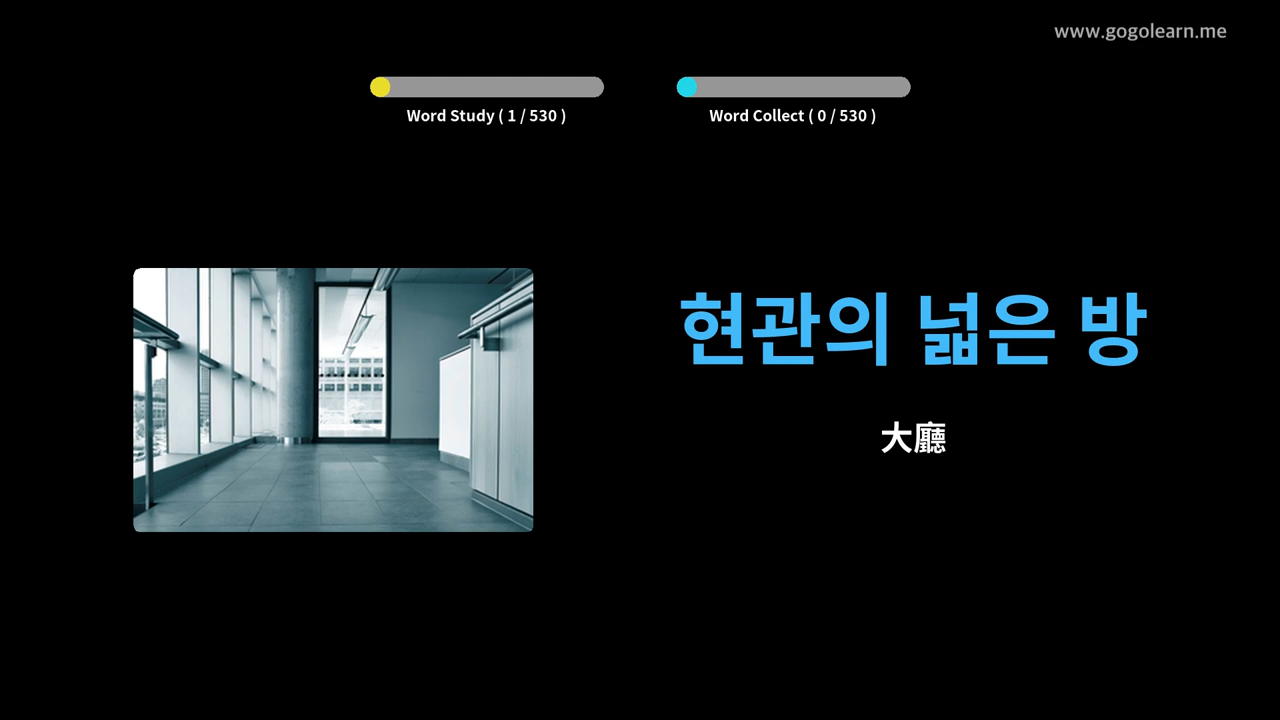 www.gogolearn.me
Word Study ( 1 / 530 )
Word Collect ( 0 / 530 )
현관의 넓은 방
大廳